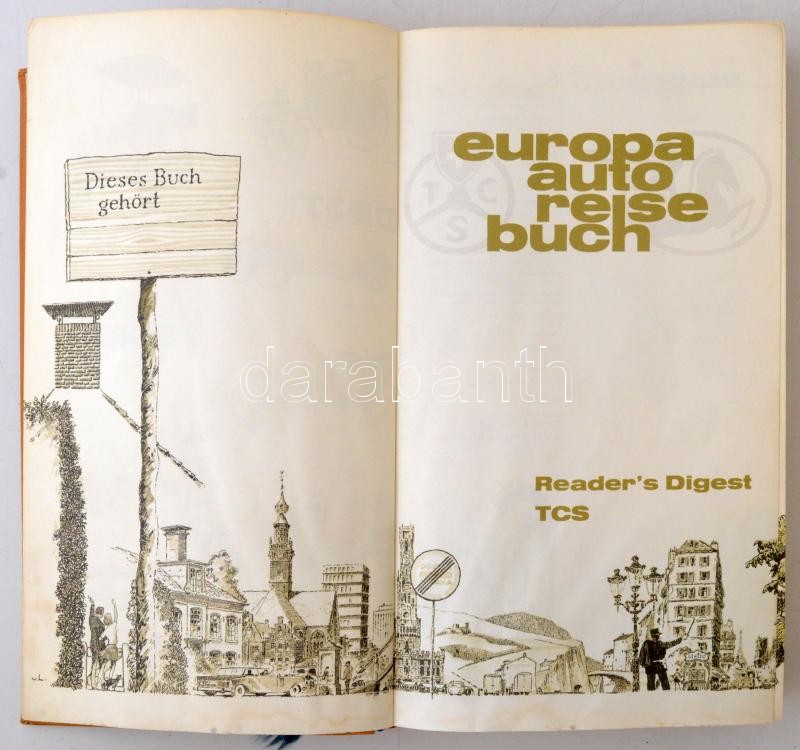 Dieses Buch
gehört
europa
auto
reise
buch
T C S
Reader's Digest
TCS
darabanth